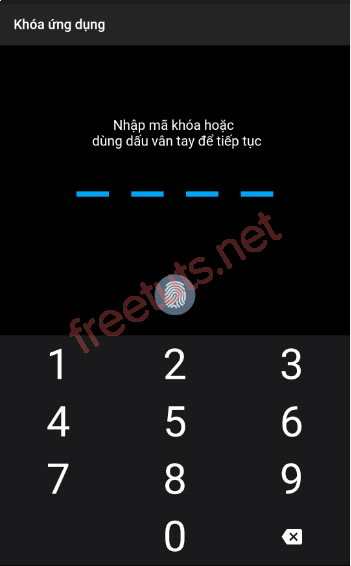 Khóa ứng dụng
Nhập mã khóa hoặc
dùng dấu vân tay để tiếp tục
freetuts.net
1 2 3
4 5 6
7 8 9
0